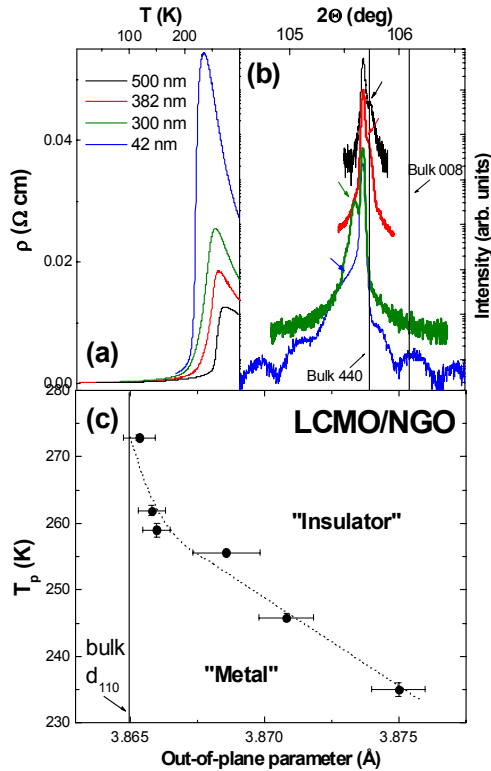 T (K)
2Θ (deg)
100
200
105
106
(a)
500 nm
382 nm
300 nm
42 nm
ρ (Ω cm)
0.04
0.02
0.00
(b)
Bulk 008
Bulk 440
Intensity (arb. units)
280
270
260
250
240
230
T_p (K)
(c)
LCMO/NGO
"Insulator"
"Metal"
bulk
d_110
3.865
3.870
3.875
Out-of-plane parameter (Å)